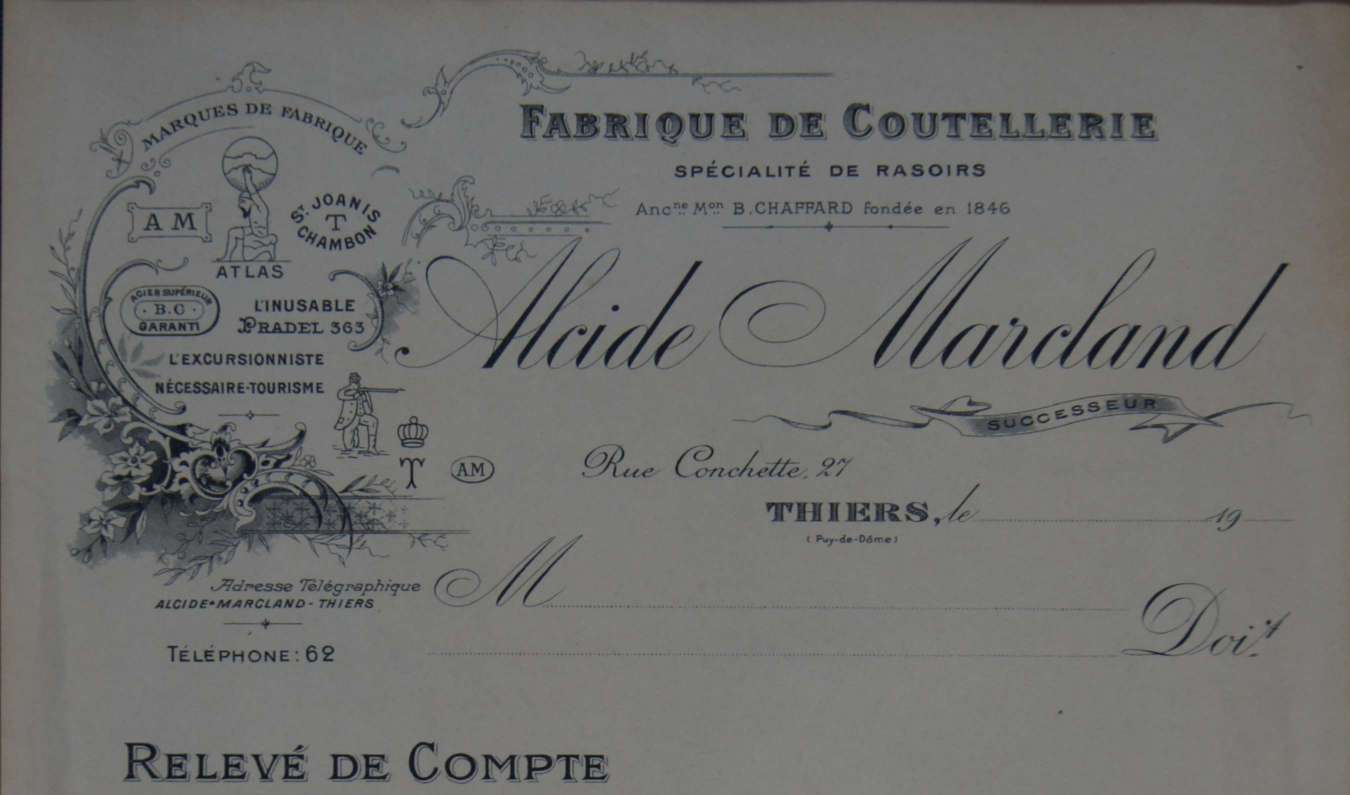 MARQUES DE FABRIQUE
A M
ATLAS
ST JOANIS
T
CHAMBON
ACIER SUPÉRIEUR
· B.C ·
GARANTI
L'INUSABLE
PRADEL 363
L'EXCURSIONNISTE
NÉCESSAIRE-TOURISME
T
AM
FABRIQUE DE COUTELLERIE
SPÉCIALITÉ DE RASOIRS
Ancne Mon B. CHAFFARD fondée en 1846
Alcide Marcland
SUCCESSEUR
Rue Conchette, 27
THIERS, le 19
(Puy-de-Dôme)
Adresse Télégraphique
ALCIDE-MARCLAND-THIERS
TÉLÉPHONE: 62
M
Doit
RELEVÉ DE COMPTE